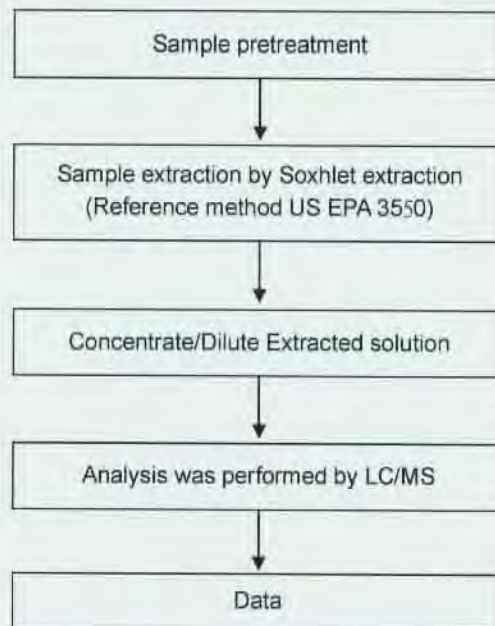 Sample pretreatment
Sample extraction by Soxhlet extraction
(Reference method US EPA 3550)
Concentrate/Dilute Extracted solution
Analysis was performed by LC/MS
Data